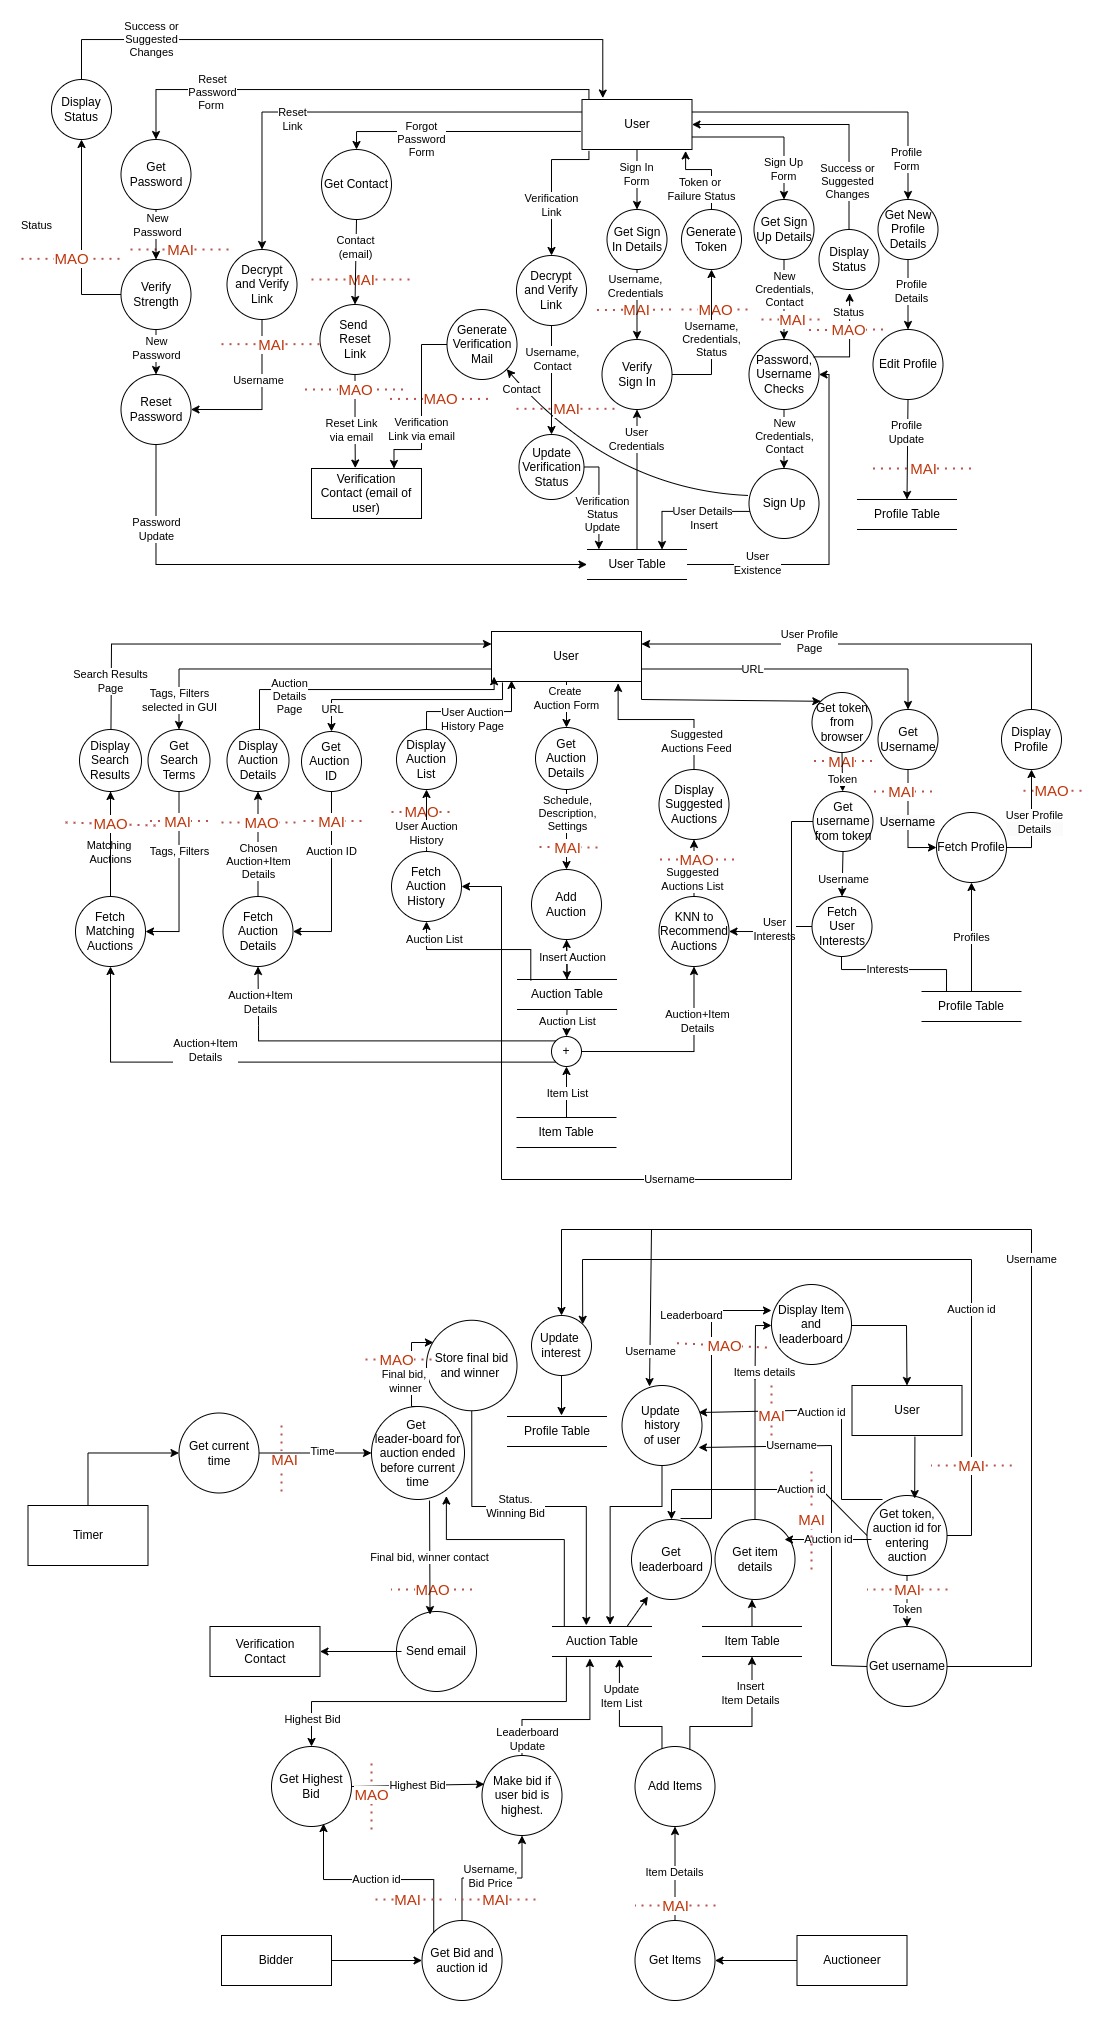 Success or
Suggested
Changes
Reset
Password
Form
Display
Status
Reset
Link
Forgot
Password
Form
User
Get
Password
Get Contact
Verification
Link
Sign In
Form
Token or
Failure Status
Sign Up
Form
Success or
Suggested
Changes
Profile
Form
Status
New
Password
Contact
(email)
Get Sign
In Details
Generate
Token
Get Sign
Up Details
Display
Status
Get New
Profile
Details
MAO
MAI
MAI
Verify
Strength
Decrypt
and Verify
Link
Decrypt
and Verify
Link
Username,
Credentials
New
Credentials,
Contact
Profile
Details
MAI
MAO
MAI
Status
MAO
New
Password
MAI
Send
Reset
Link
Generate
Verification
Mail
Username,
Contact
Username,
Credentials,
Status
Verify
Sign In
Password,
Username
Checks
Edit Profile
Username
MAO
MAO
Contact
Reset
Password
MAI
Reset Link
via email
Verification
Link via email
User
Credentials
New
Credentials,
Contact
Profile
Update
Update
Verification
Status
MAI
Verification
Contact (email of
user)
Verification
Status
Update
User Details
Insert
Sign Up
Profile Table
Password
Update
User Table
User
Existence
User Profile
Page
User
Search Results
Page
Tags, Filters
selected in GUI
Auction
Details
Page
URL
User Auction
History Page
Create
Auction Form
URL
Get token
from
browser
Suggested
Auctions Feed
Display
Search
Results
Get
Search
Terms
Display
Auction
Details
Get
Auction
ID
Display
Auction
List
Get
Auction
Details
Get
Username
Display
Profile
MAI
Token
Display
Suggested
Auctions
MAI
MAO
MAO
MAI
MAO
MAI
MAO
User Auction
History
Schedule,
Description,
Settings
Get
username
from token
Username
User Profile
Details
Matching
Auctions
Tags, Filters
Chosen
Auction+Item
Details
Auction ID
MAI
MAO
Suggested
Auctions List
Fetch Profile
Fetch
Auction
History
Username
Add
Auction
Fetch
Matching
Auctions
Fetch
Auction
Details
Auction List
KNN to
Recommend
Auctions
User
Interests
Fetch
User
Interests
Profiles
Insert Auction
Interests
Auction+Item
Details
Auction Table
Profile Table
Auction List
Auction+Item
Details
Auction+Item
Details
+
Item List
Item Table
Username
Username
Leaderboard
Display Item
and
leaderboard
Auction id
Update
interest
Username
MAO
MAO
Store final bid
and winner
Final bid,
winner
Items details
Get
leader-board for
auction ended
before current
time
Profile Table
Update
history
of user
MAI
Auction id
User
Get current
time
MAI
Time
Username
MAI
Status.
Winning Bid
Auction id
Timer
MAI
Get token,
auction id for
entering
auction
Auction id
Final bid, winner contact
Get
leaderboard
Get item
details
MAO
MAI
Token
Verification
Contact
Send email
Auction Table
Item Table
Get username
Update
Item List
Insert
Item Details
Highest Bid
Leaderboard
Update
Get Highest
Bid
MAO
Highest Bid
Make bid if
user bid is
highest.
Add Items
Auction id
Username,
Bid Price
Item Details
MAI
MAI
MAI
Bidder
Get Bid and
auction id
Get Items
Auctioneer